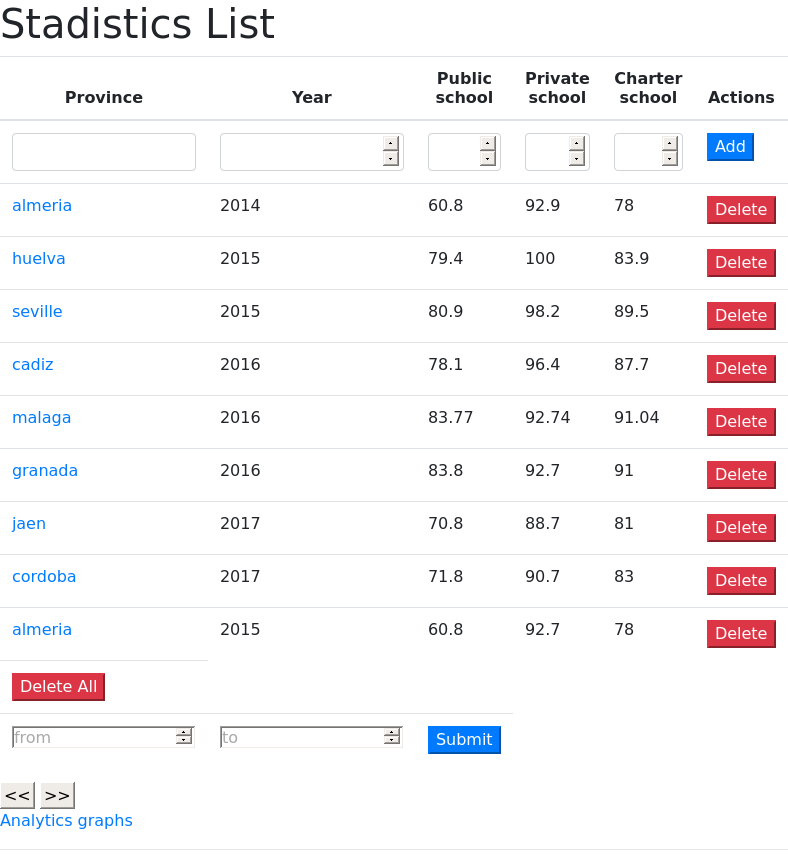 Stadistics List
Province Year Public school Private school Charter school Actions
Add
almeria 2014 60.8 92.9 78 Delete
huelva 2015 79.4 100 83.9 Delete
seville 2015 80.9 98.2 89.5 Delete
cadiz 2016 78.1 96.4 87.7 Delete
malaga 2016 83.77 92.74 91.04 Delete
granada 2016 83.8 92.7 91 Delete
jaen 2017 70.8 88.7 81 Delete
cordoba 2017 71.8 90.7 83 Delete
almeria 2015 60.8 92.7 78 Delete
Delete All
from to Submit
<< >>
Analytics graphs